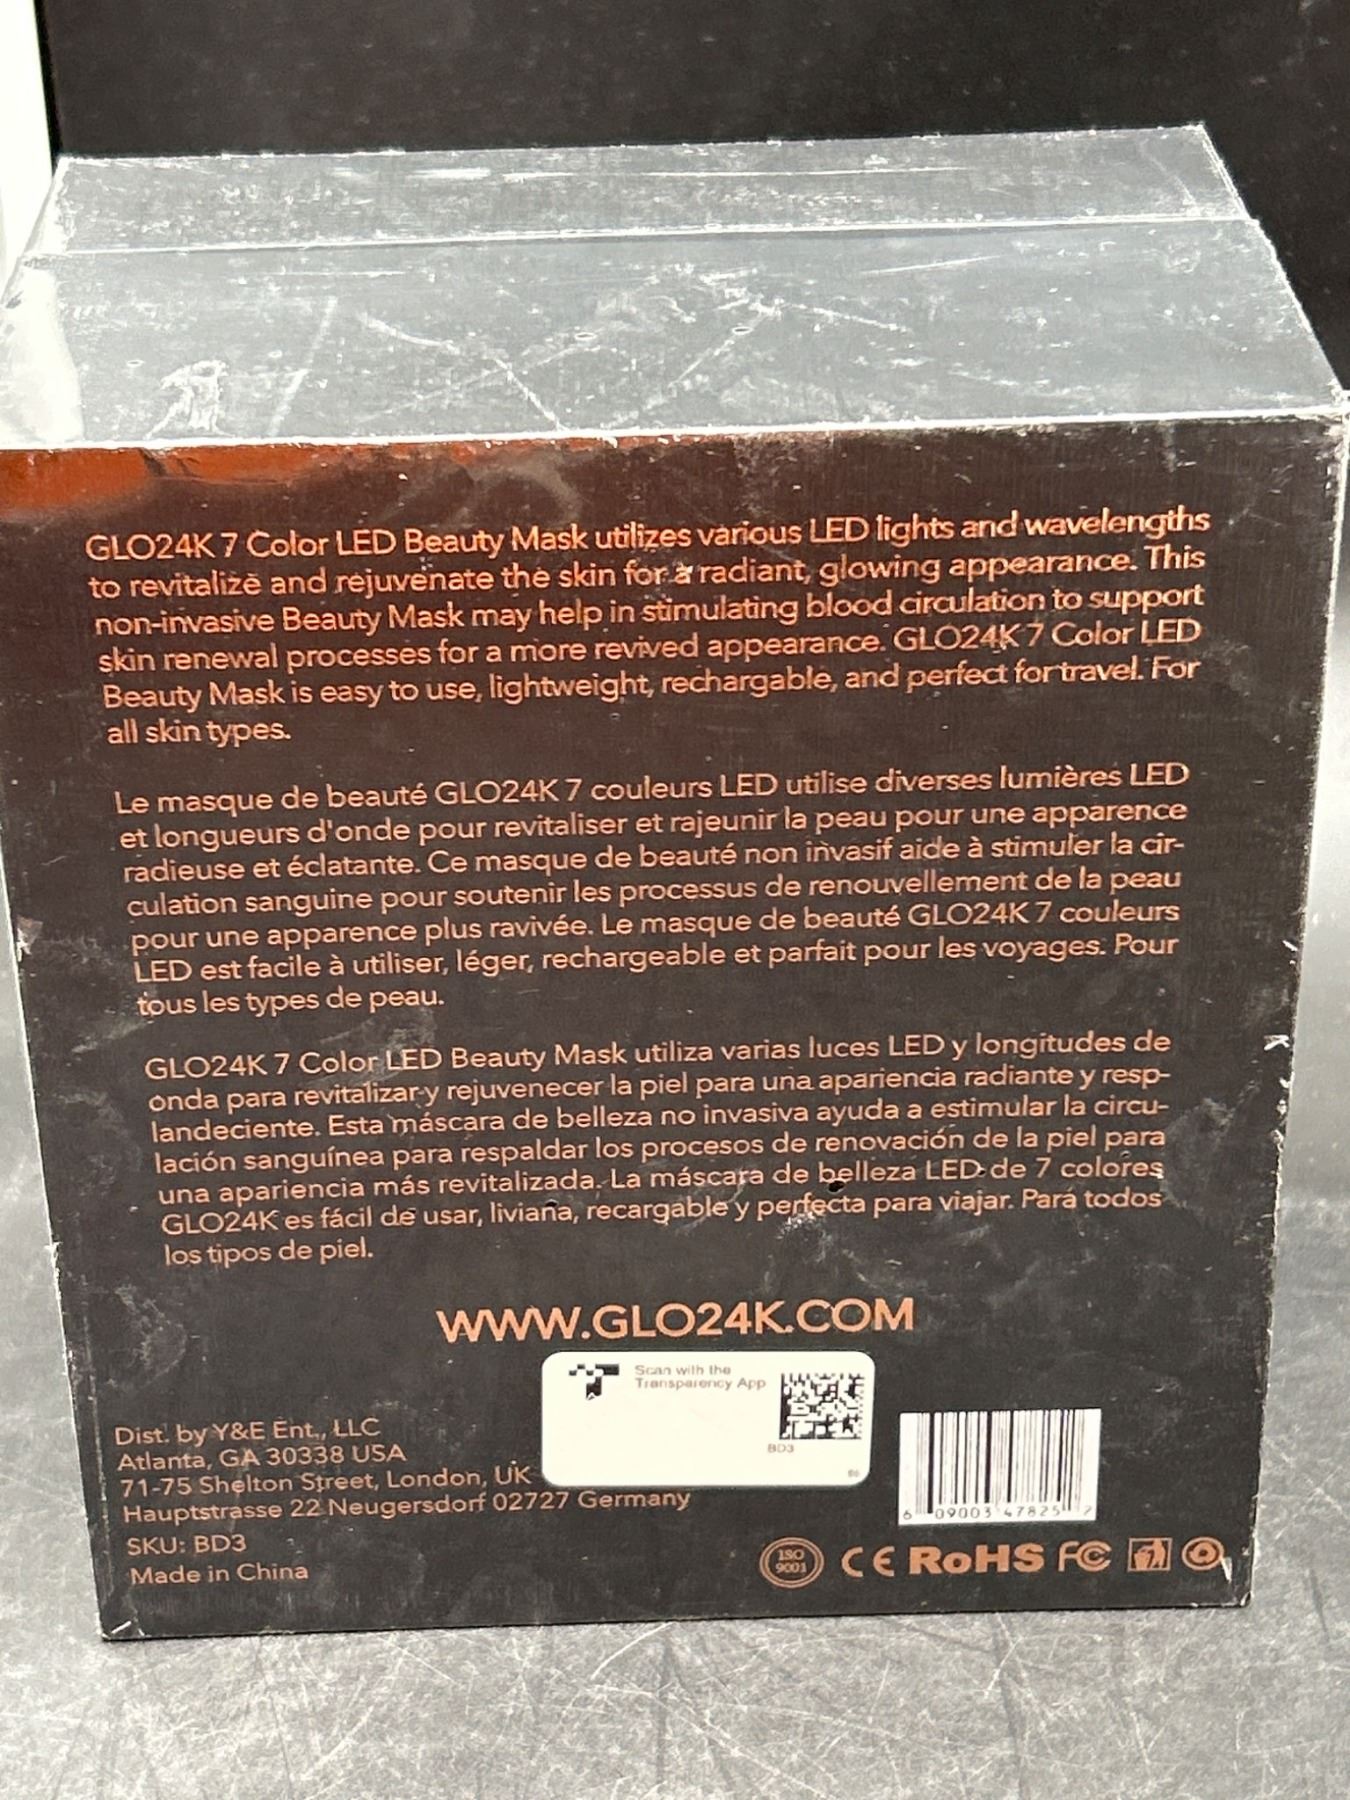 GLO24K 7 Color LED Beauty Mask utilizes various LED lights and wavelengths
to revitalize and rejuvenate the skin for a radiant, glowing appearance. This
non-invasive Beauty Mask may help in stimulating blood circulation to support
skin renewal processes for a more revived appearance. GLO24K 7 Color LED
Beauty Mask is easy to use, lightweight, rechargable, and perfect for travel. For
all skin types.
Le masque de beauté GLO24K 7 couleurs LED utilise diverses lumières LED
et longueurs d'onde pour revitaliser et rajeunir la peau pour une apparence
radieuse et éclatante. Ce masque de beauté non invasif aide à stimuler la cir-
culation sanguine pour soutenir les processus de renouvellement de la peau
pour une apparence plus ravivée. Le masque de beauté GLO24K 7 couleurs
LED est facile à utiliser, léger, rechargeable et parfait pour les voyages. Pour
tous les types de peau.
GLO24K 7 Color LED Beauty Mask utiliza varias luces LED y longitudes de
onda para revitalizar y rejuvenecer la piel para una apariencia radiante y resp-
landeciente. Esta máscara de belleza no invasiva ayuda a estimular la circu-
lación sanguínea para respaldar los procesos de renovación de la piel para
una apariencia más revitalizada. La máscara de belleza LED de 7 colores
GLO24K es fácil de usar, liviana, recargable y perfecta para viajar. Para todos
los tipos de piel.
WWW.GLO24K.COM
Scan with the
Transparency App
BD3
Dist. by Y&E Ent., LLC
Atlanta, GA 30338 USA
71-75 Shelton Street, London, UK
Hauptstrasse 22 Neugersdorf 02727 Germany
SKU: BD3
Made in China
6 09003 47825 2
ISO
9001
CE RoHS FC